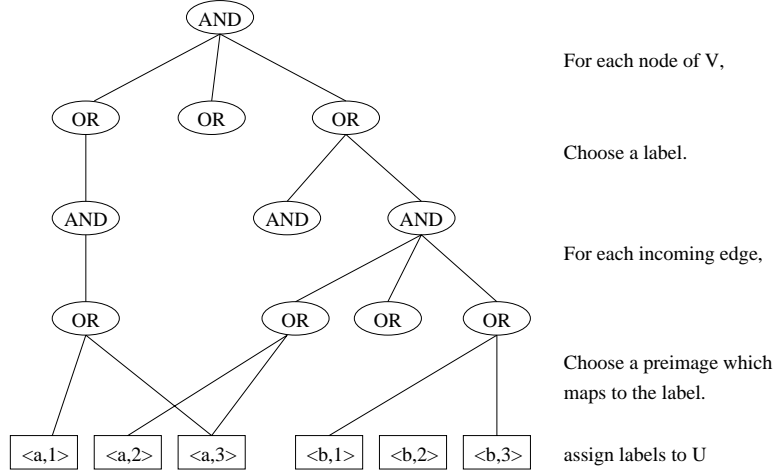 AND
For each node of V,
OR OR OR
Choose a label.
AND AND AND
For each incoming edge,
OR OR OR OR
Choose a preimage which
maps to the label.
<a,1> <a,2> <a,3> <b,1> <b,2> <b,3> assign labels to U